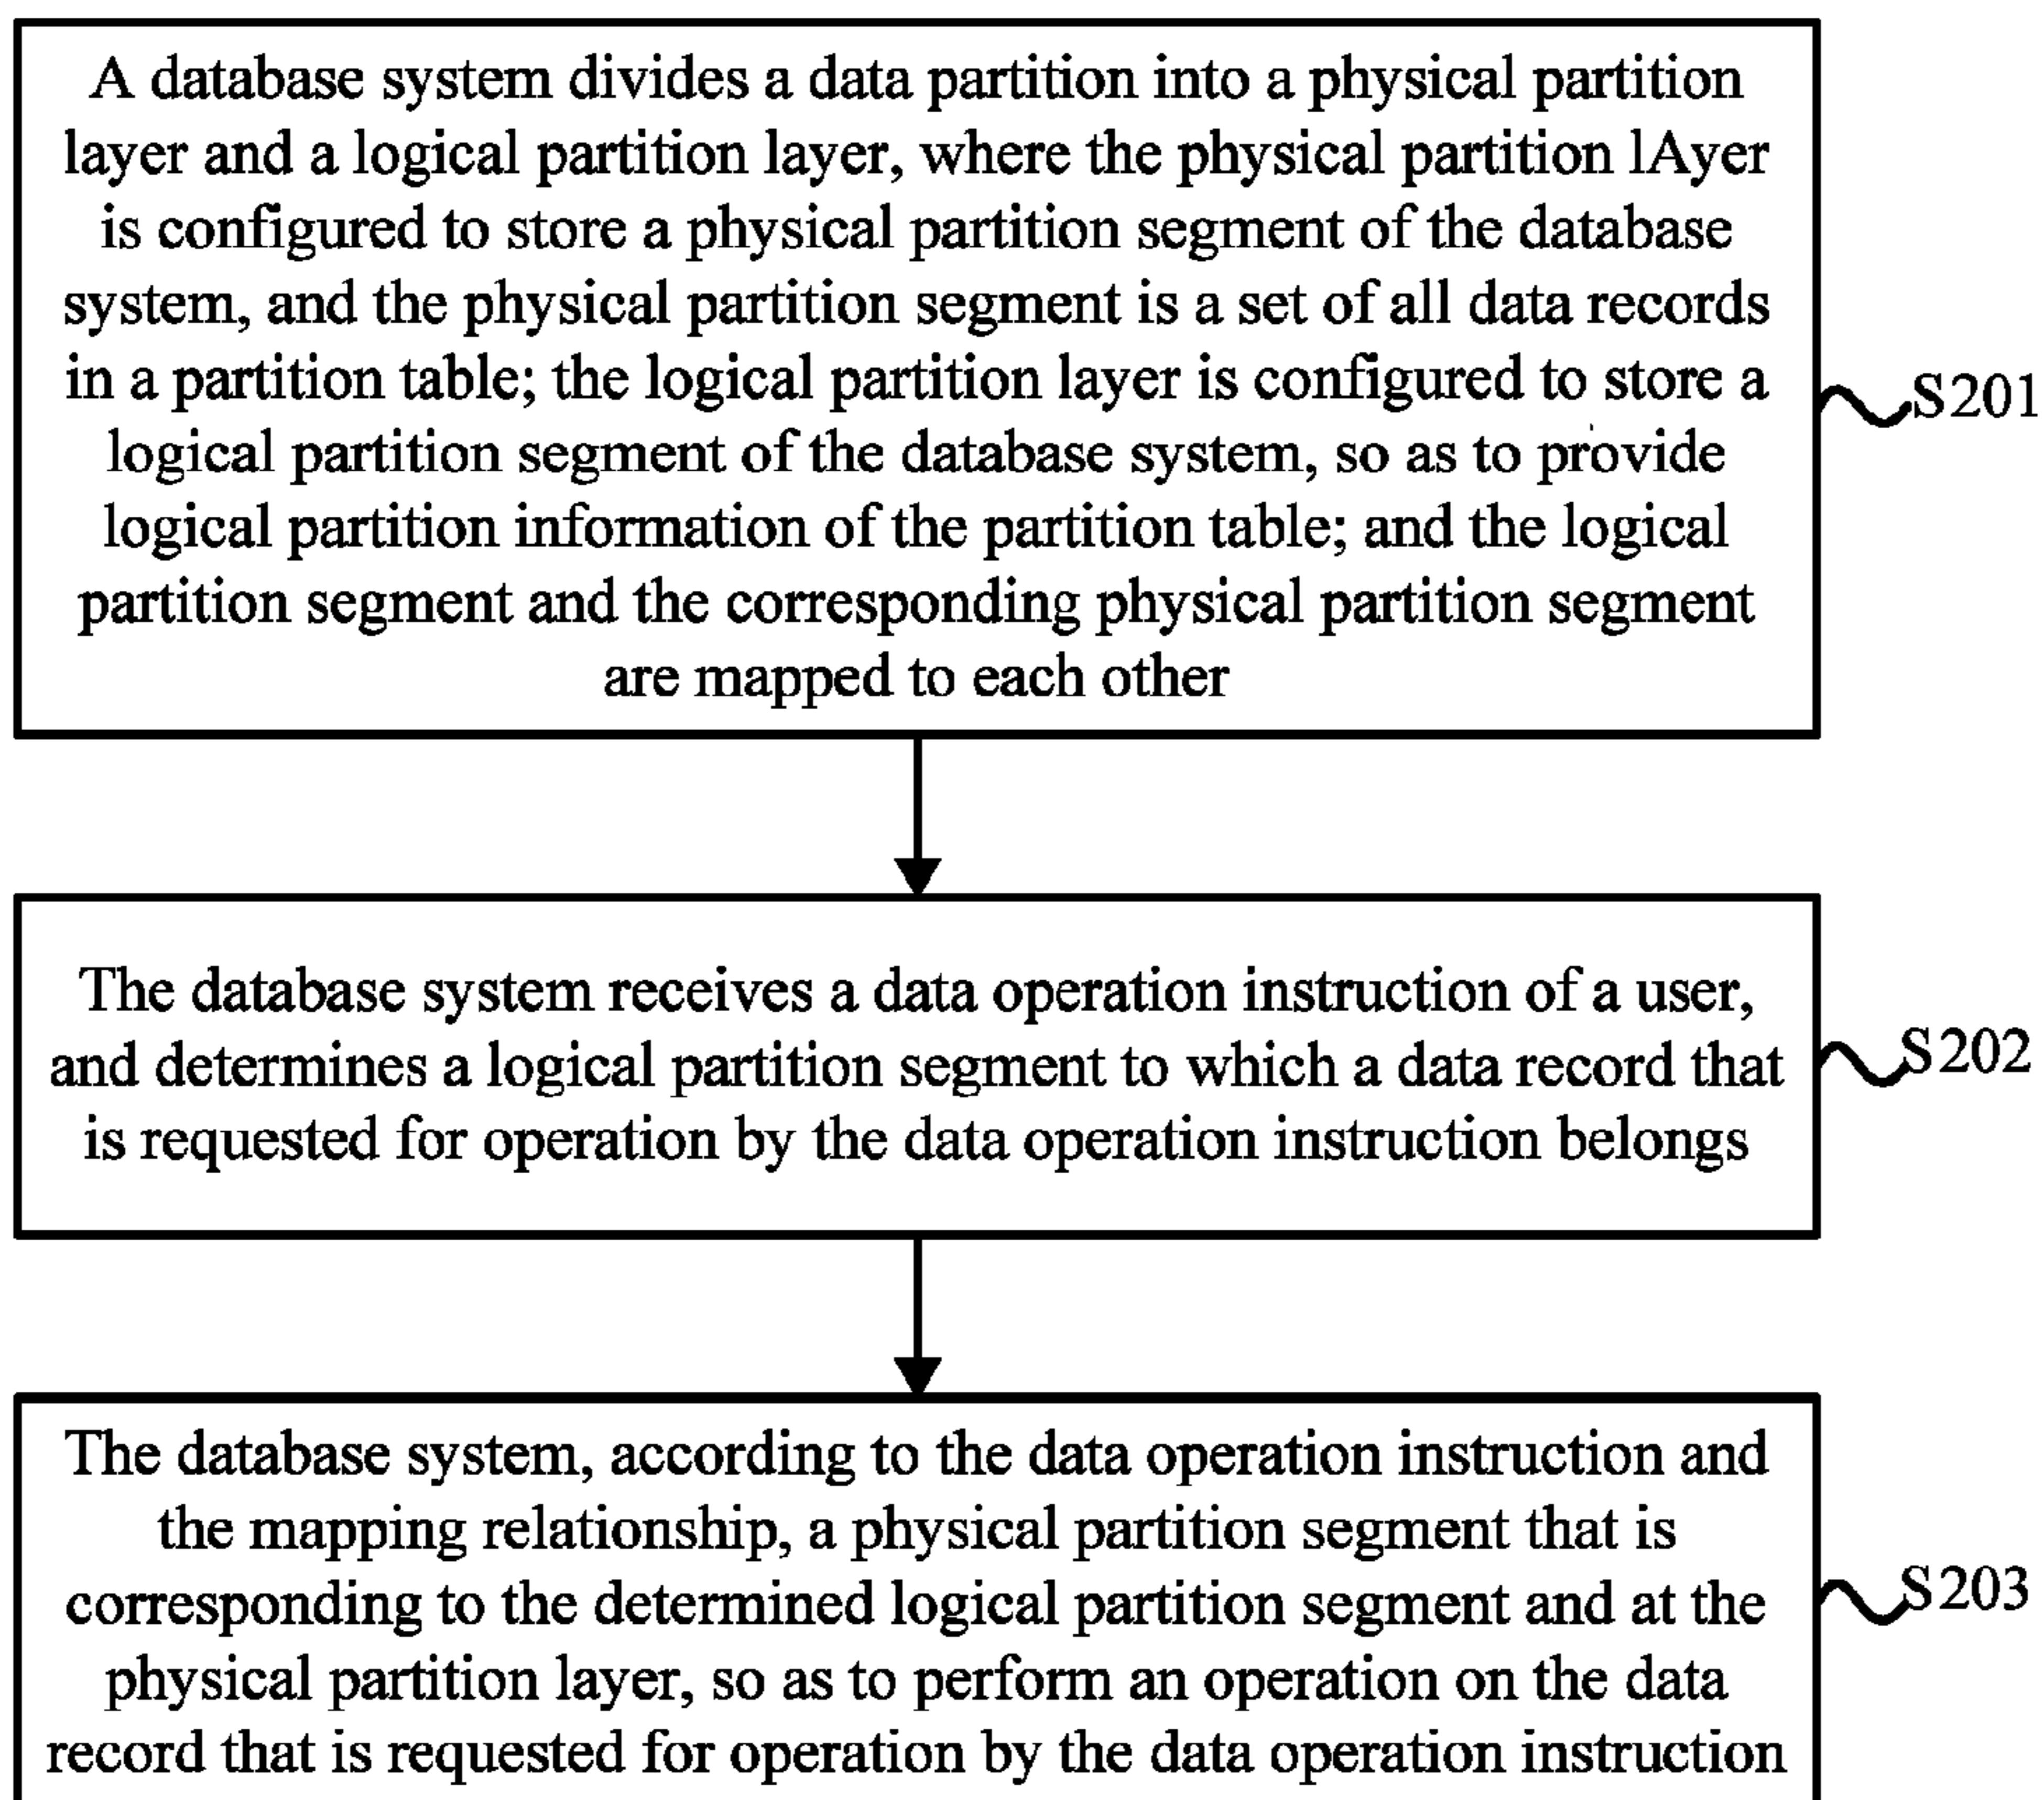 A database system divides a data partition into a physical partition
layer and a logical partition layer, where the physical partition lAyer
is configured to store a physical partition segment of the database
system, and the physical partition segment is a set of all data records
in a partition table; the logical partition layer is configured to store a
logical partition segment of the database system, so as to provide
logical partition information of the partition table; and the logical
partition segment and the corresponding physical partition segment
are mapped to each other
S201
The database system receives a data operation instruction of a user,
and determines a logical partition segment to which a data record that
is requested for operation by the data operation instruction belongs
S202
The database system, according to the data operation instruction and
the mapping relationship, a physical partition segment that is
corresponding to the determined logical partition segment and at the
physical partition layer, so as to perform an operation on the data
record that is requested for operation by the data operation instruction
S203